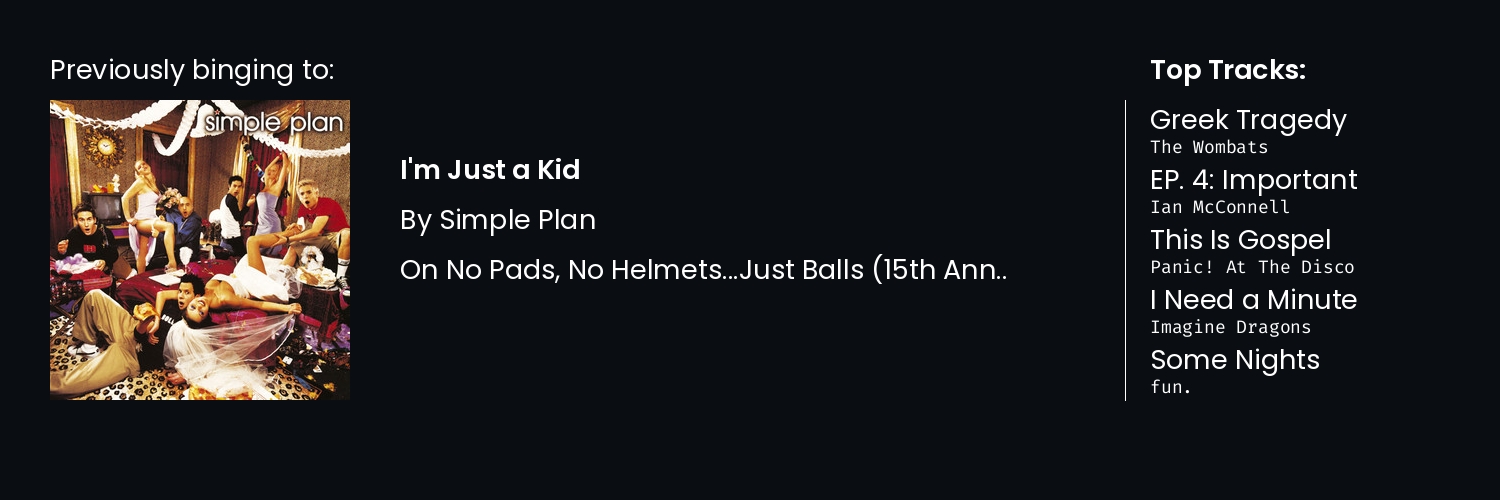 Previously binging to:
simple plan
I'm Just a Kid
By Simple Plan
On No Pads, No Helmets...Just Balls (15th Ann..
Top Tracks:
Greek Tragedy
The Wombats
EP. 4: Important
Ian McConnell
This Is Gospel
Panic! At The Disco
I Need a Minute
Imagine Dragons
Some Nights
fun.